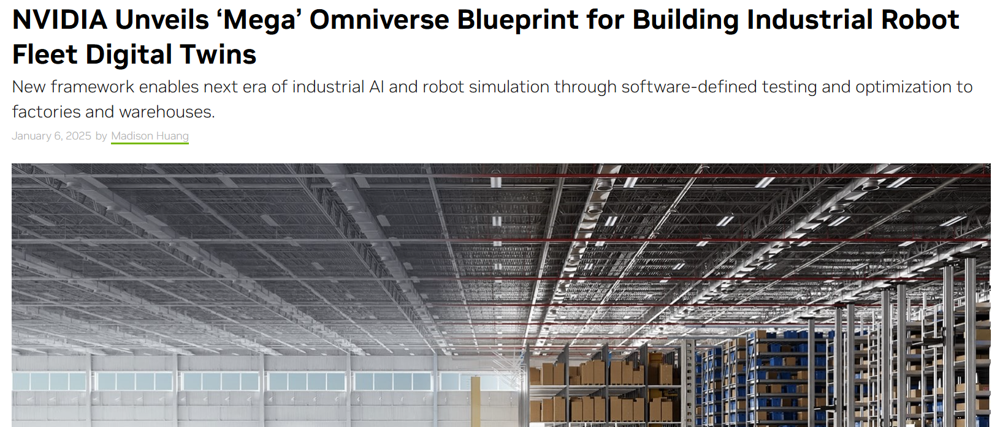 NVIDIA Unveils ‘Mega’ Omniverse Blueprint for Building Industrial Robot
Fleet Digital Twins
New framework enables next era of industrial AI and robot simulation through software-defined testing and optimization to
factories and warehouses.
January 6, 2025 by Madison Huang